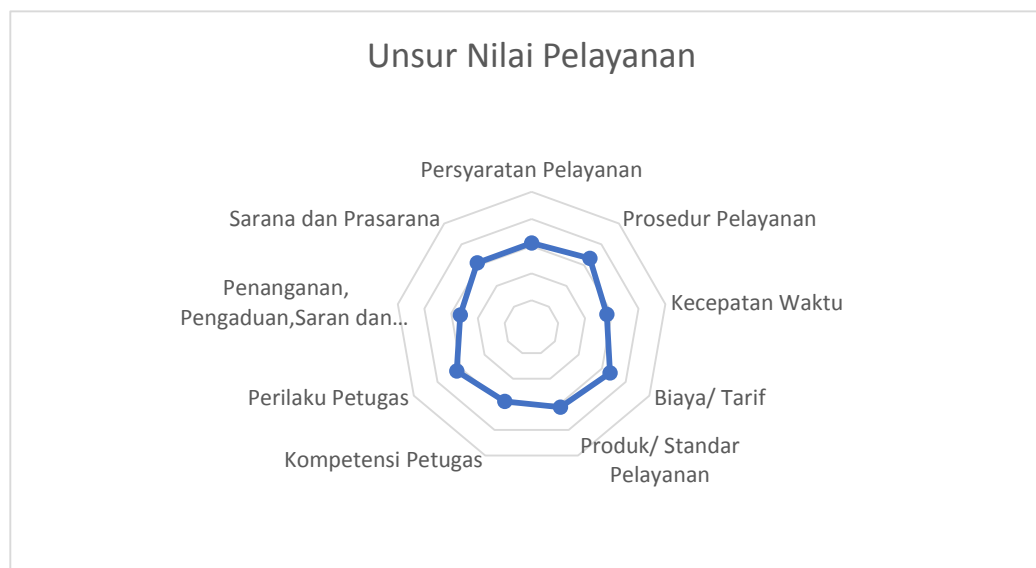 Unsur Nilai Pelayanan
Persyaratan Pelayanan
Prosedur Pelayanan
Kecepatan Waktu
Biaya/ Tarif
Produk/ Standar
Pelayanan
Kompetensi Petugas
Perilaku Petugas
Penanganan,
Pengaduan,Saran dan...
Sarana dan Prasarana